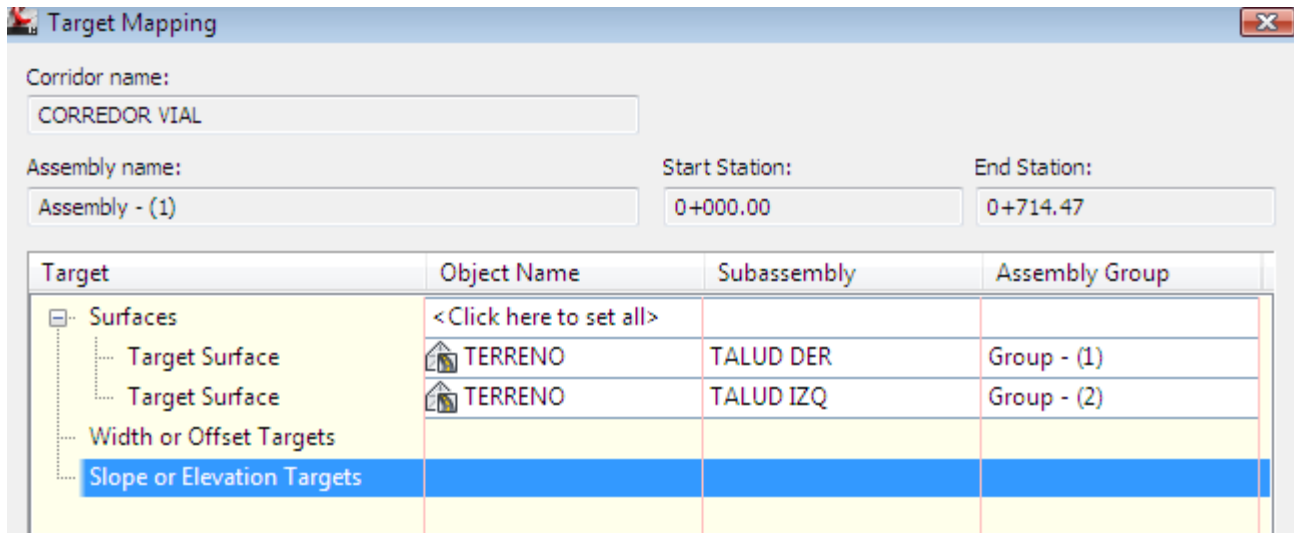 Target Mapping
Corridor name:
CORREDOR VIAL
Assembly name: Start Station: End Station:
Assembly - (1) 0+000.00 0+714.47
Target Object Name Subassembly Assembly Group
Surfaces <Click here to set all>
Target Surface TERRENO TALUD DER Group - (1)
Target Surface TERRENO TALUD IZQ Group - (2)
Width or Offset Targets
Slope or Elevation Targets